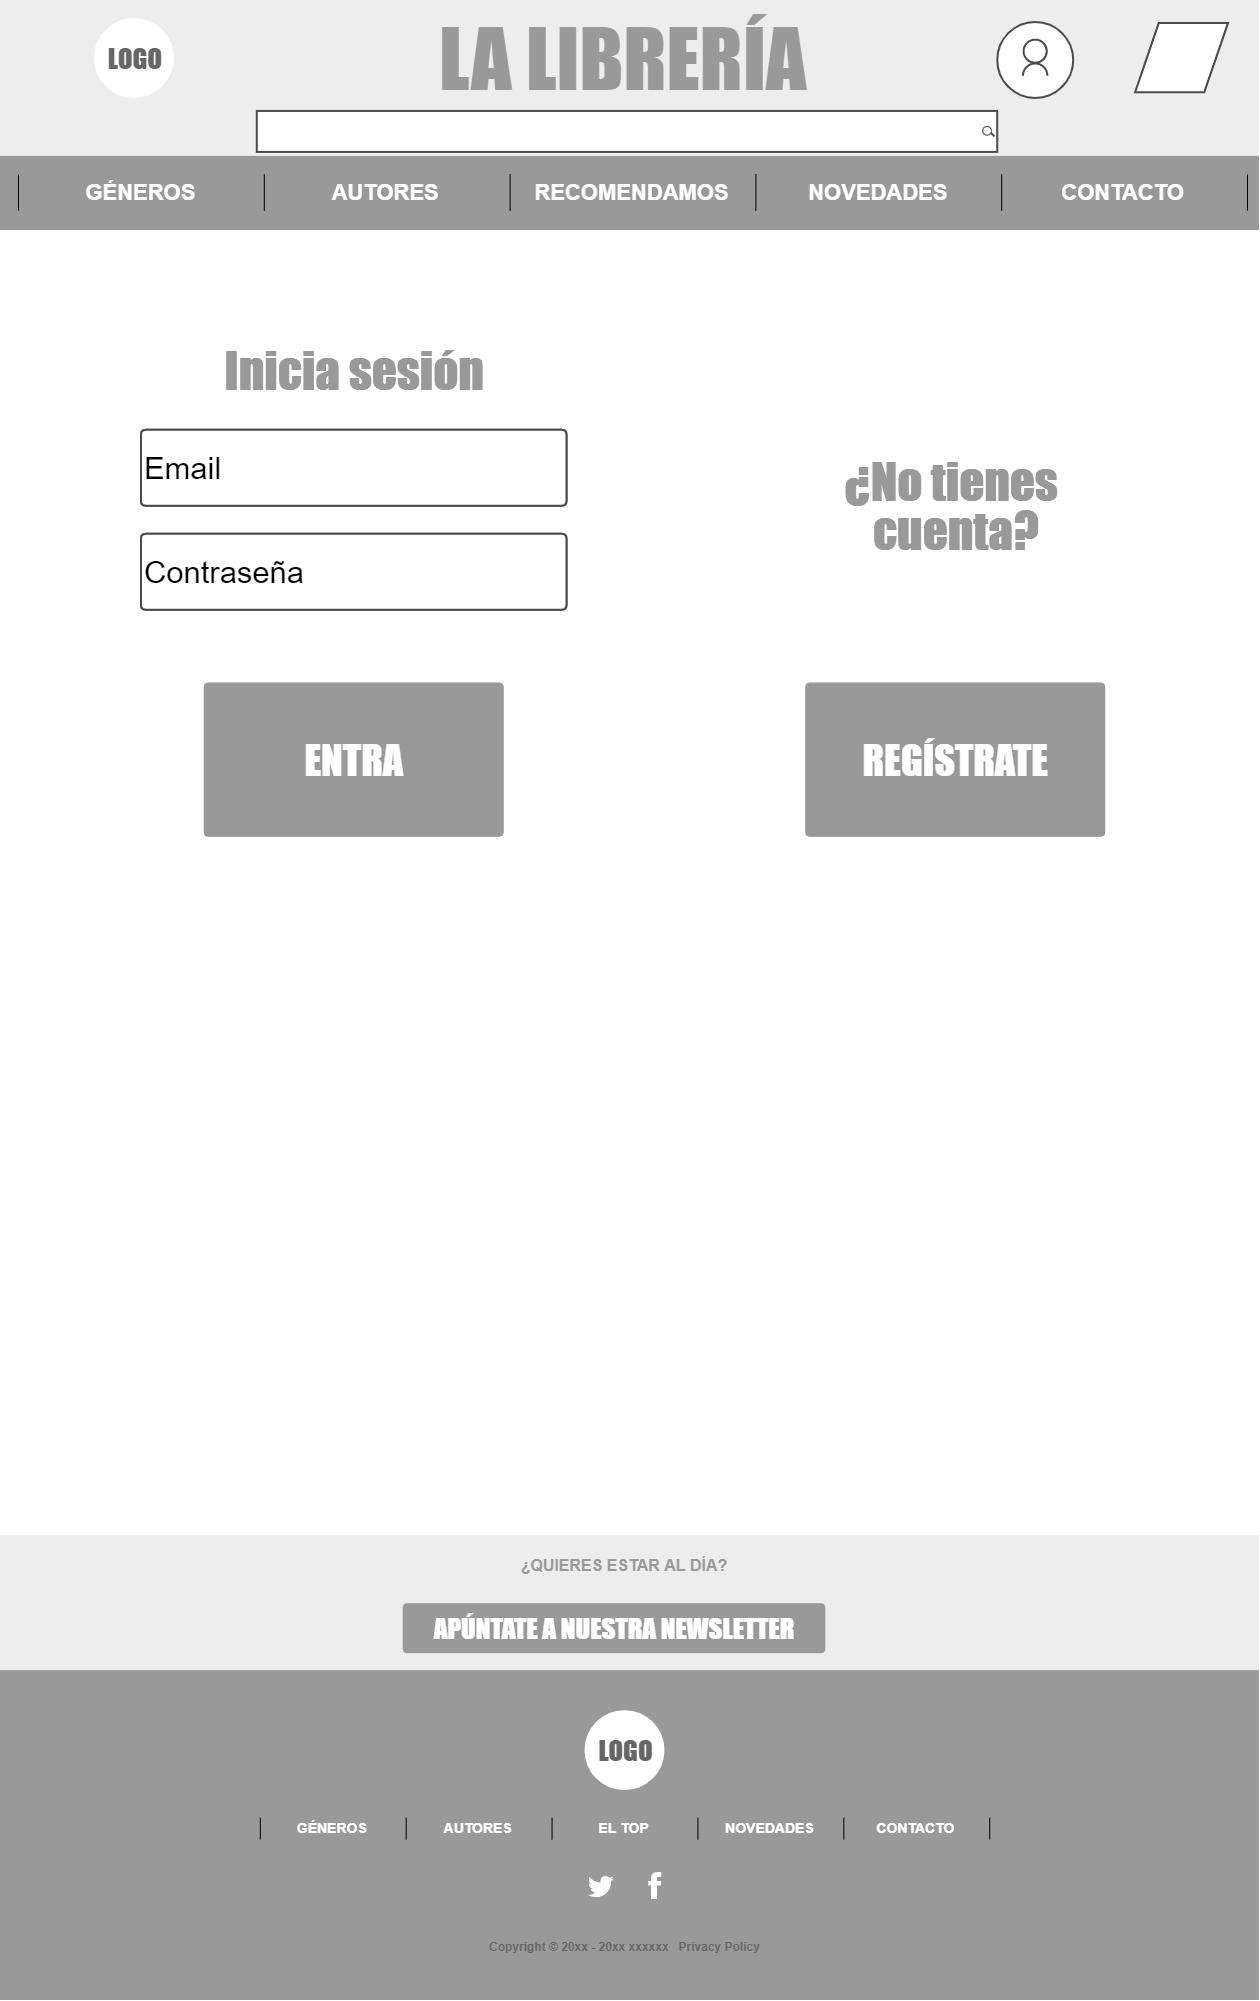 LOGO
LA LIBRERÍA
GÉNEROS
AUTORES
RECOMENDAMOS
NOVEDADES
CONTACTO
Inicia sesión
Email
Contraseña
ENTRA
¿No tienes
cuenta?
REGÍSTRATE
¿QUIERES ESTAR AL DÍA?
APÚNTATE A NUESTRA NEWSLETTER
LOGO
GÉNEROS
AUTORES
EL TOP
NOVEDADES
CONTACTO
Copyright © 20xx - 20xx xxxxxx Privacy Policy